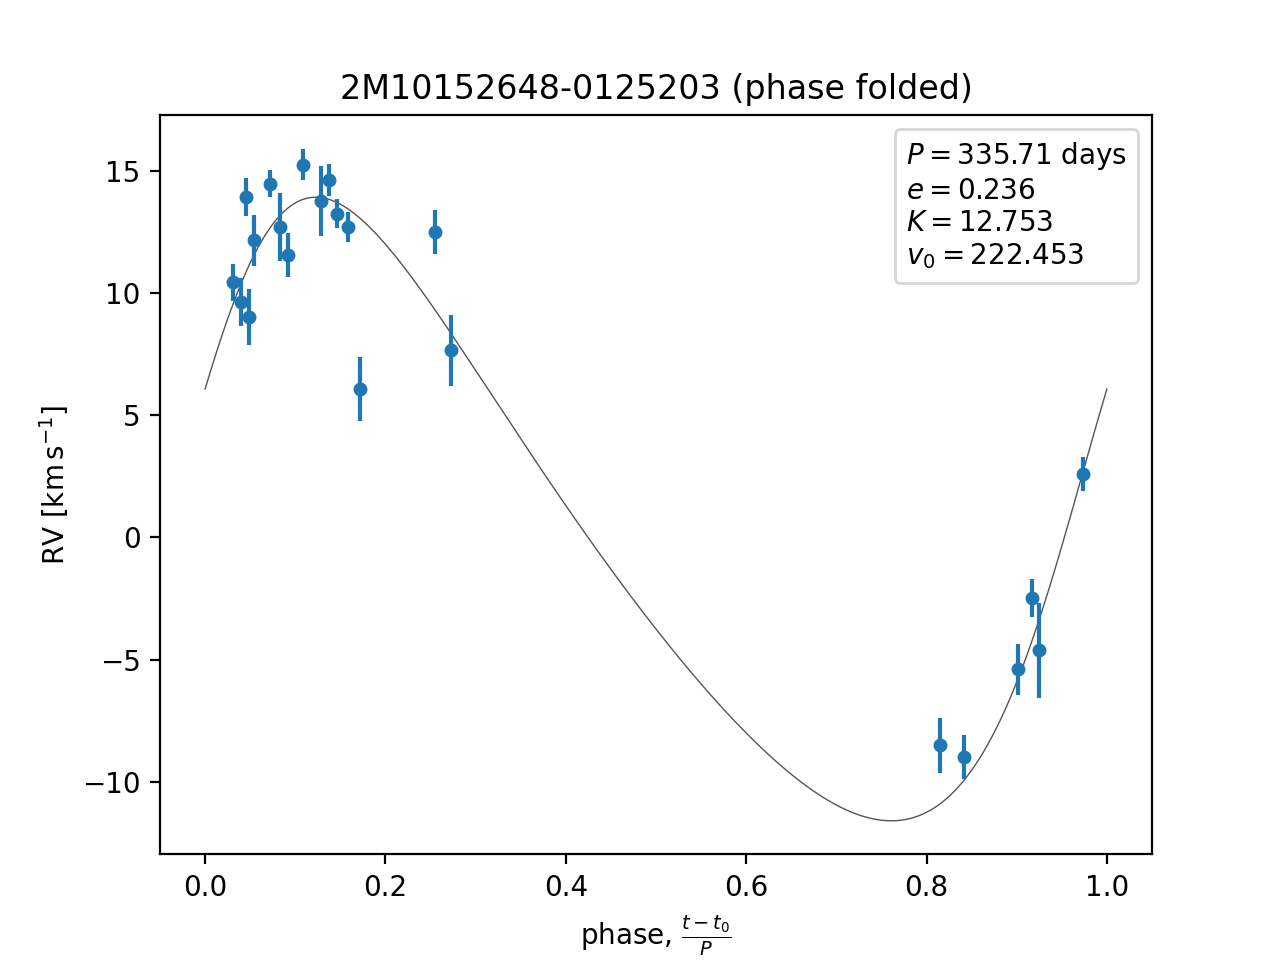 2M10152648-0125203 (phase folded)
P = 335.71 days
e = 0.236
K = 12.753
v₀ = 222.453
RV [km s⁻¹]
15
10
5
0
−5
−10
0.0 0.2 0.4 0.6 0.8 1.0
phase, (t − t₀)/P